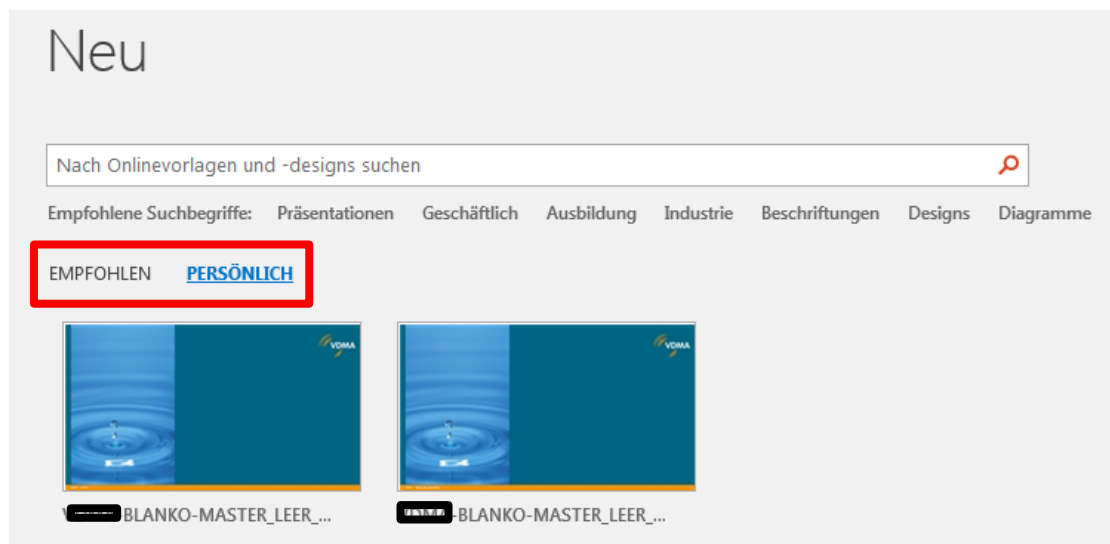 Neu
Nach Onlinevorlagen und -designs suchen
Empfohlene Suchbegriffe: Präsentationen Geschäftlich Ausbildung Industrie Beschriftungen Designs Diagramme
EMPFOHLEN PERSÖNLICH
VDMA VDMA
-BLANKO-MASTER_LEER_... -BLANKO-MASTER_LEER_...